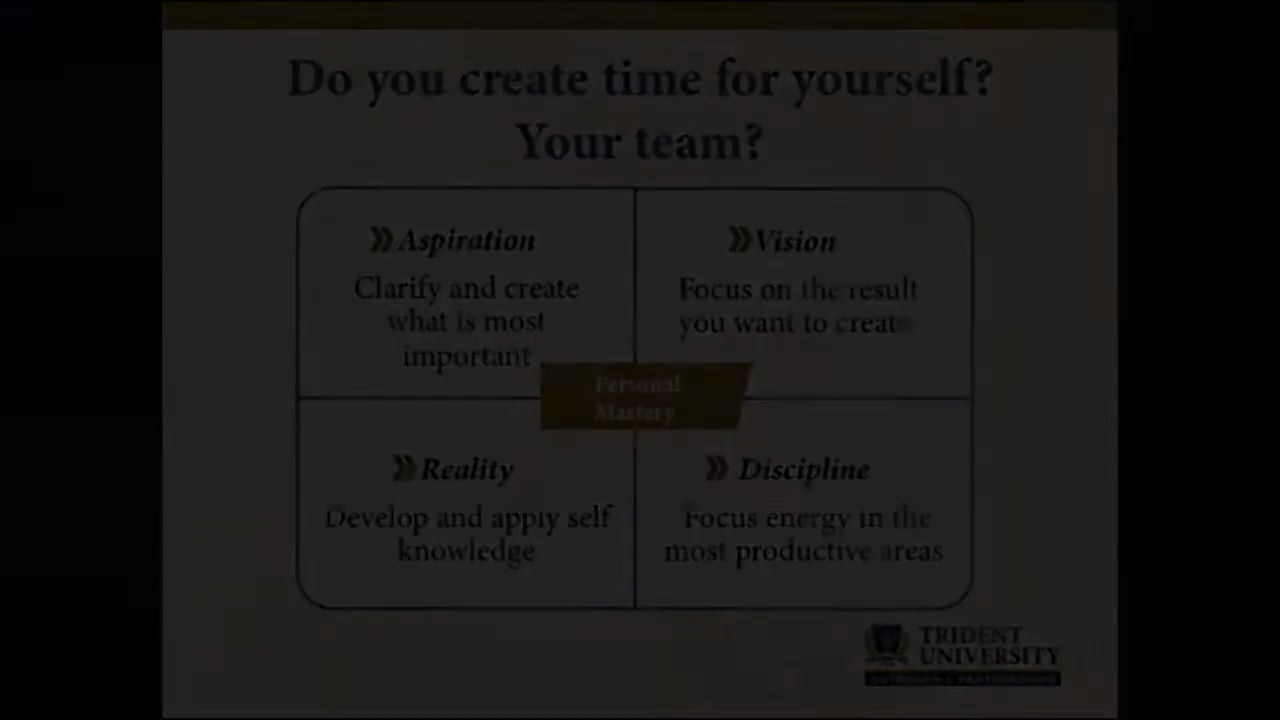 Do you create time for yourself?
Your team?
Aspiration
Clarify and create
what is most
important
Vision
Focus on the result
you want to create
Personal
Mastery
Reality
Develop and apply self
knowledge
Discipline
Focus energy in the
most productive areas
TRIDENT
UNIVERSITY